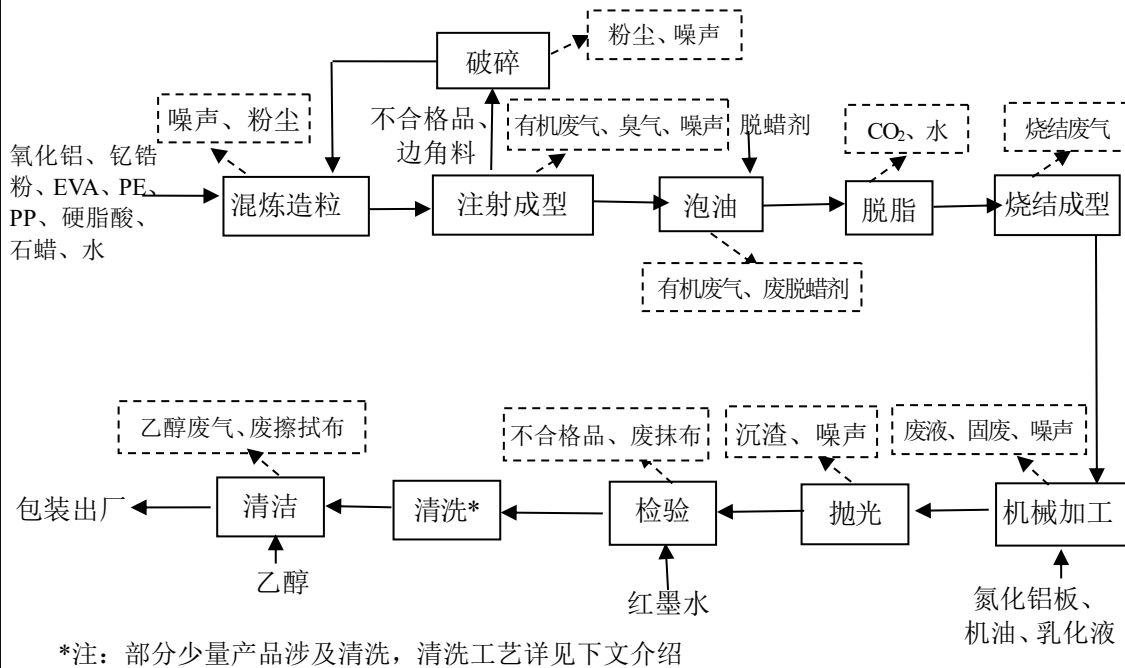 粉尘、噪声
破碎
噪声、粉尘
不合格品、
边角料
有机废气、臭气、噪声
脱蜡剂
CO₂、水
烧结废气
氧化铝、钇锆
粉、EVA、PE、
PP、硬脂酸、
石蜡、水
混炼造粒
注射成型
泡油
脱脂
烧结成型
有机废气、废脱蜡剂
乙醇废气、废擦拭布
不合格品、废抹布
沉渣、噪声
废液、固废、噪声
包装出厂
清洁
清洗*
检验
抛光
机械加工
乙醇
红墨水
氮化铝板、
机油、乳化液
*注：部分少量产品涉及清洗，清洗工艺详见下文介绍